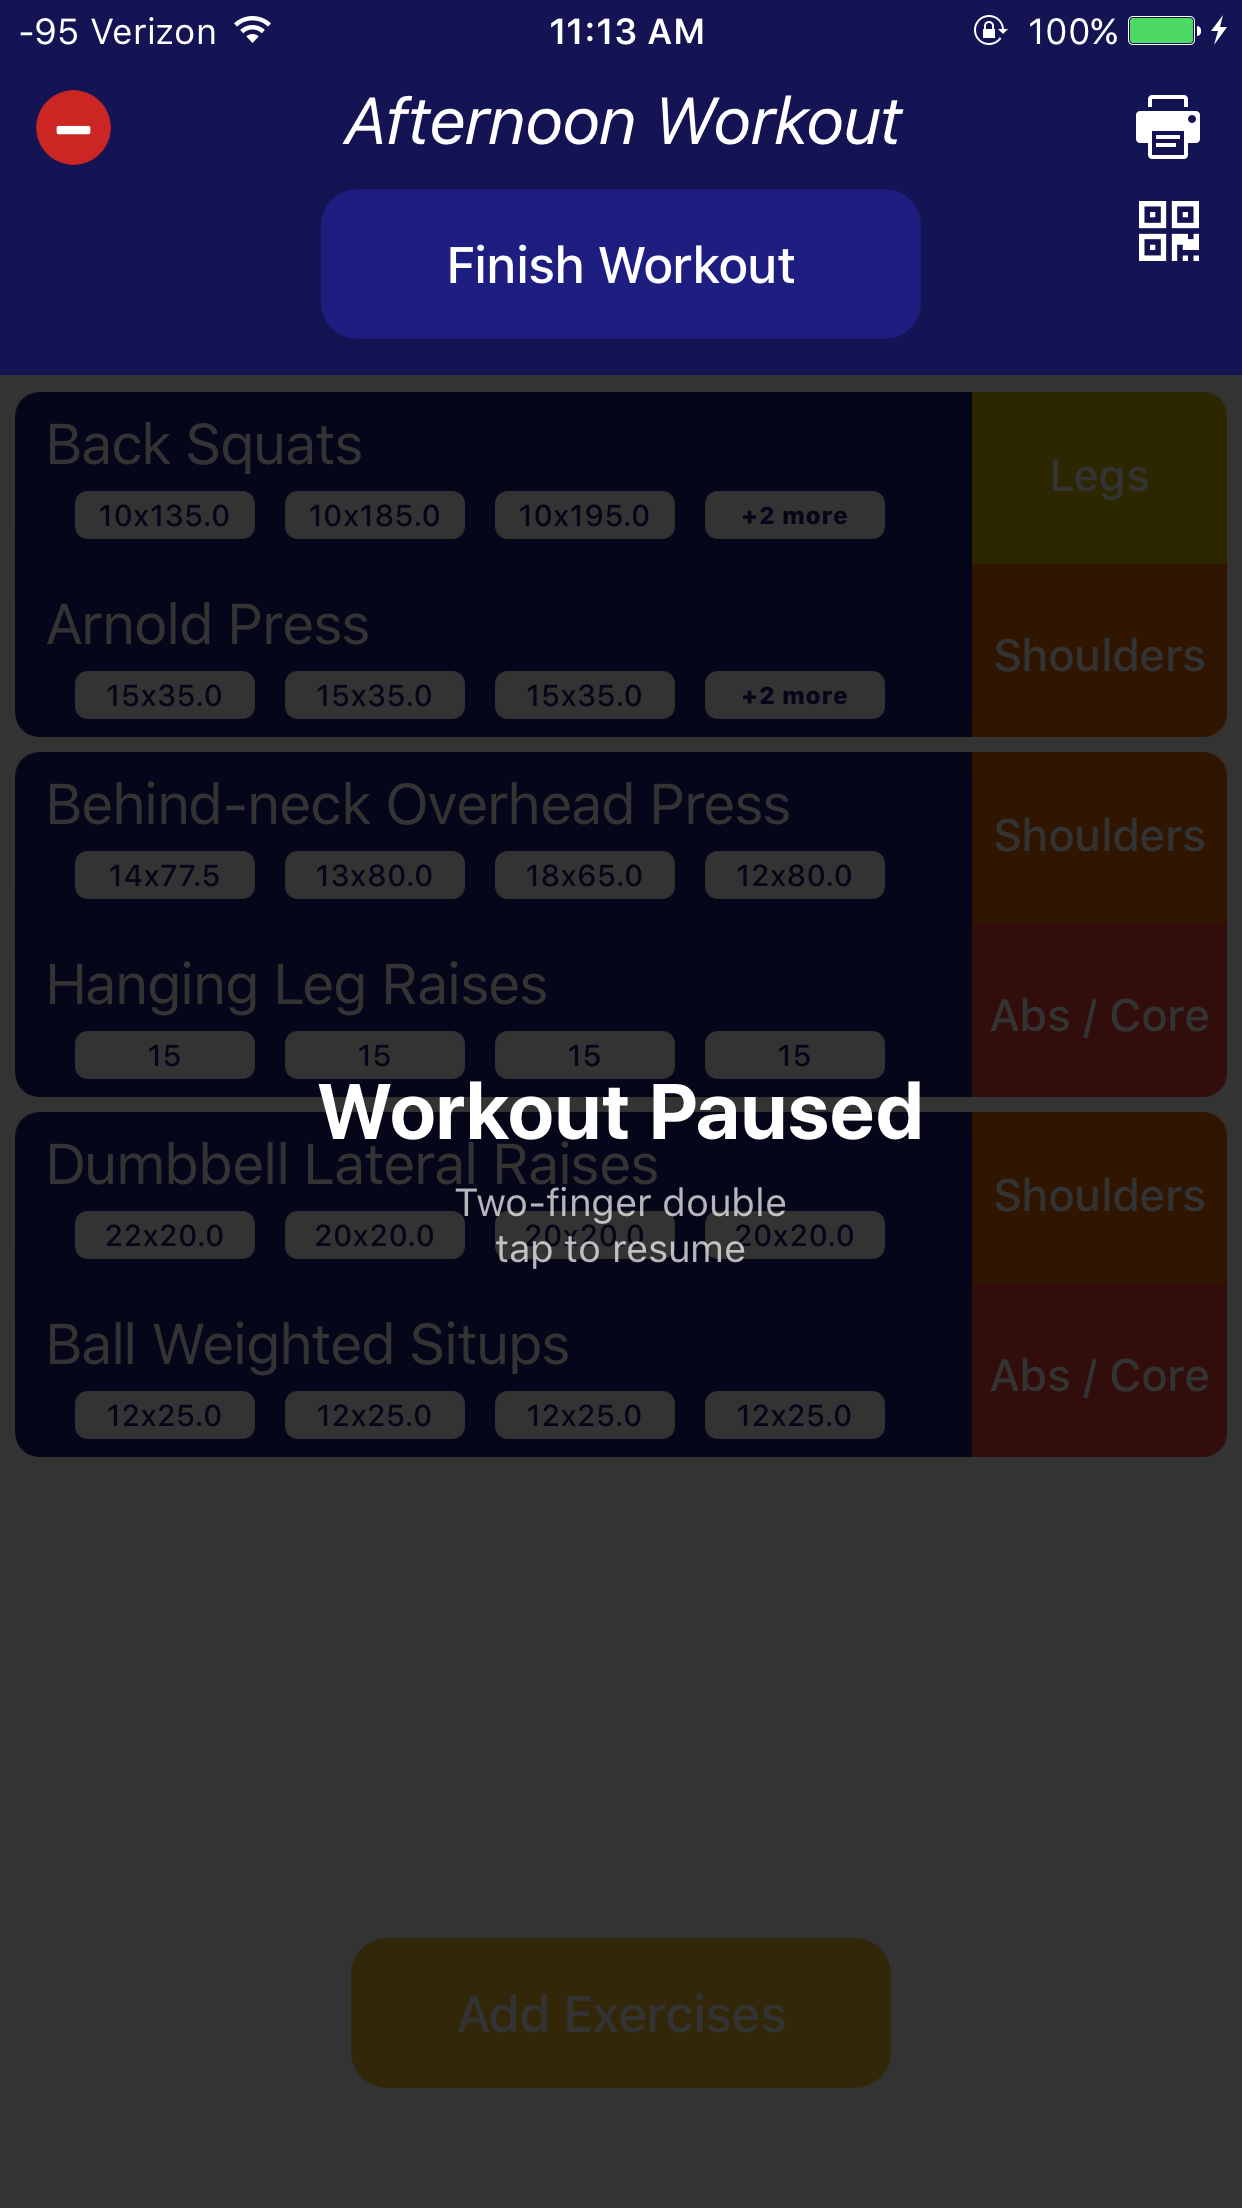 -95 Verizon 11:13 AM 100%
Afternoon Workout
Finish Workout
Back Squats
Legs
10x135.0 10x185.0 10x195.0 +2 more
Arnold Press
Shoulders
15x35.0 15x35.0 15x35.0 +2 more
Behind-neck Overhead Press
Shoulders
14x77.5 13x80.0 18x65.0 12x80.0
Hanging Leg Raises
Abs / Core
15 15 15 15
Workout Paused
Dumbbell Lateral Raises
Shoulders
Two-finger double
tap to resume
22x20.0 20x20.0 20x20.0 20x20.0
Ball Weighted Situps
Abs / Core
12x25.0 12x25.0 12x25.0 12x25.0
Add Exercises